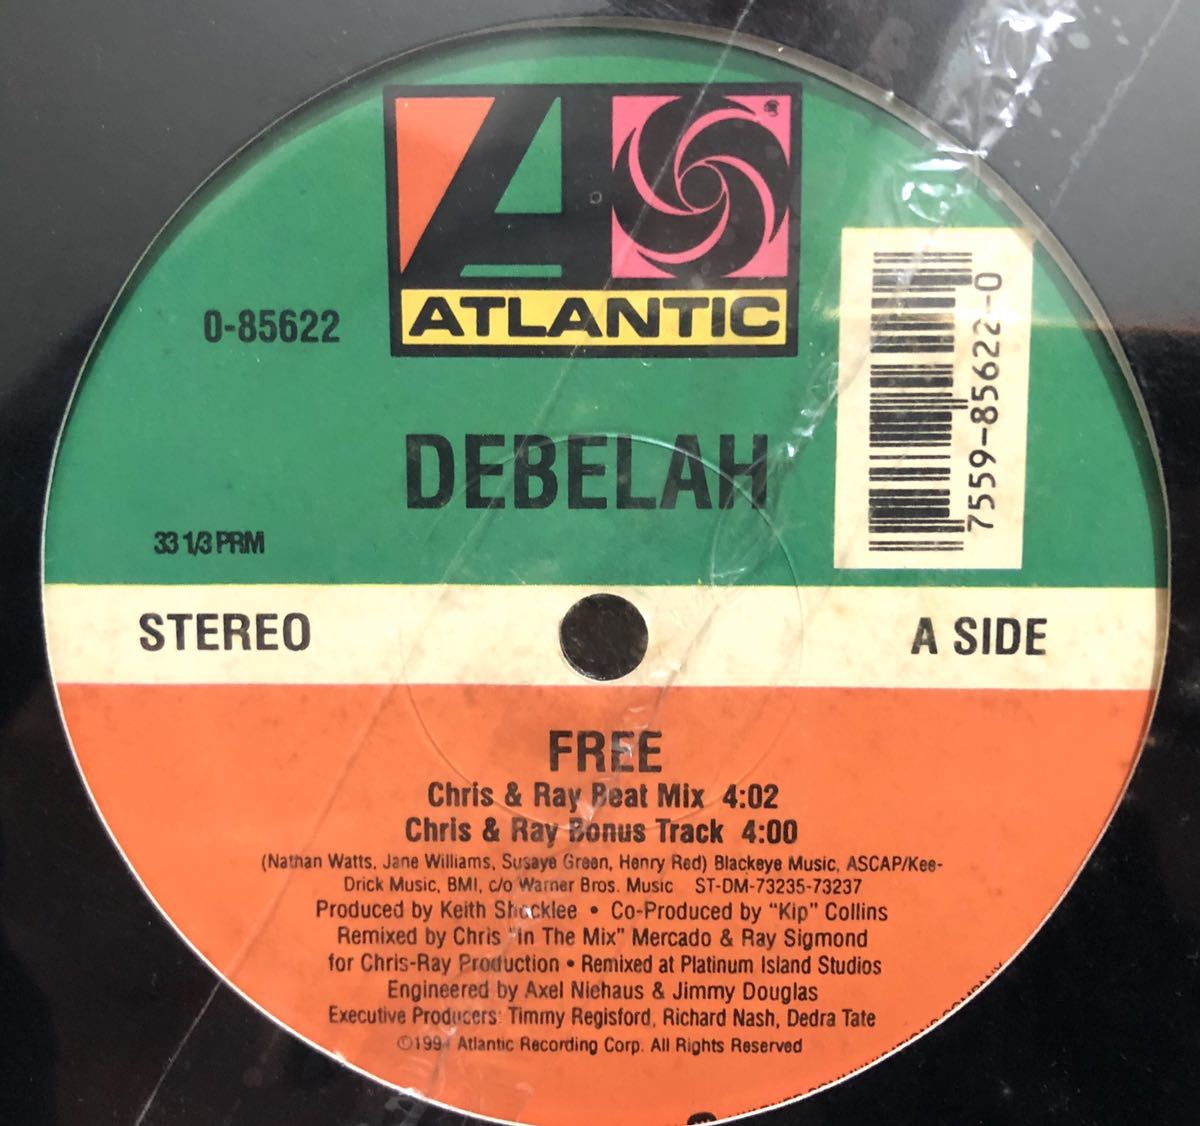 ®
ATLANTIC
0-85622
7559-85622-0
DEBELAH
33 1/3 PRM
STEREO
A SIDE
FREE
Chris & Ray Beat Mix 4:02
Chris & Ray Bonus Track 4:00
(Nathan Watts, Jane Williams, Susaye Green, Henry Red) Blackeye Music, ASCAP/Kee-
Drick Music, BMI, c/o Warner Bros. Music ST-DM-73235-73237
Produced by Keith Shocklee • Co-Produced by "Kip" Collins
Remixed by Chris "In The Mix" Mercado & Ray Sigmond
for Chris-Ray Production • Remixed at Platinum Island Studios
Engineered by Axel Niehaus & Jimmy Douglas
Executive Producers: Timmy Regisford, Richard Nash, Dedra Tate
©1994 Atlantic Recording Corp. All Rights Reserved
COMPANY